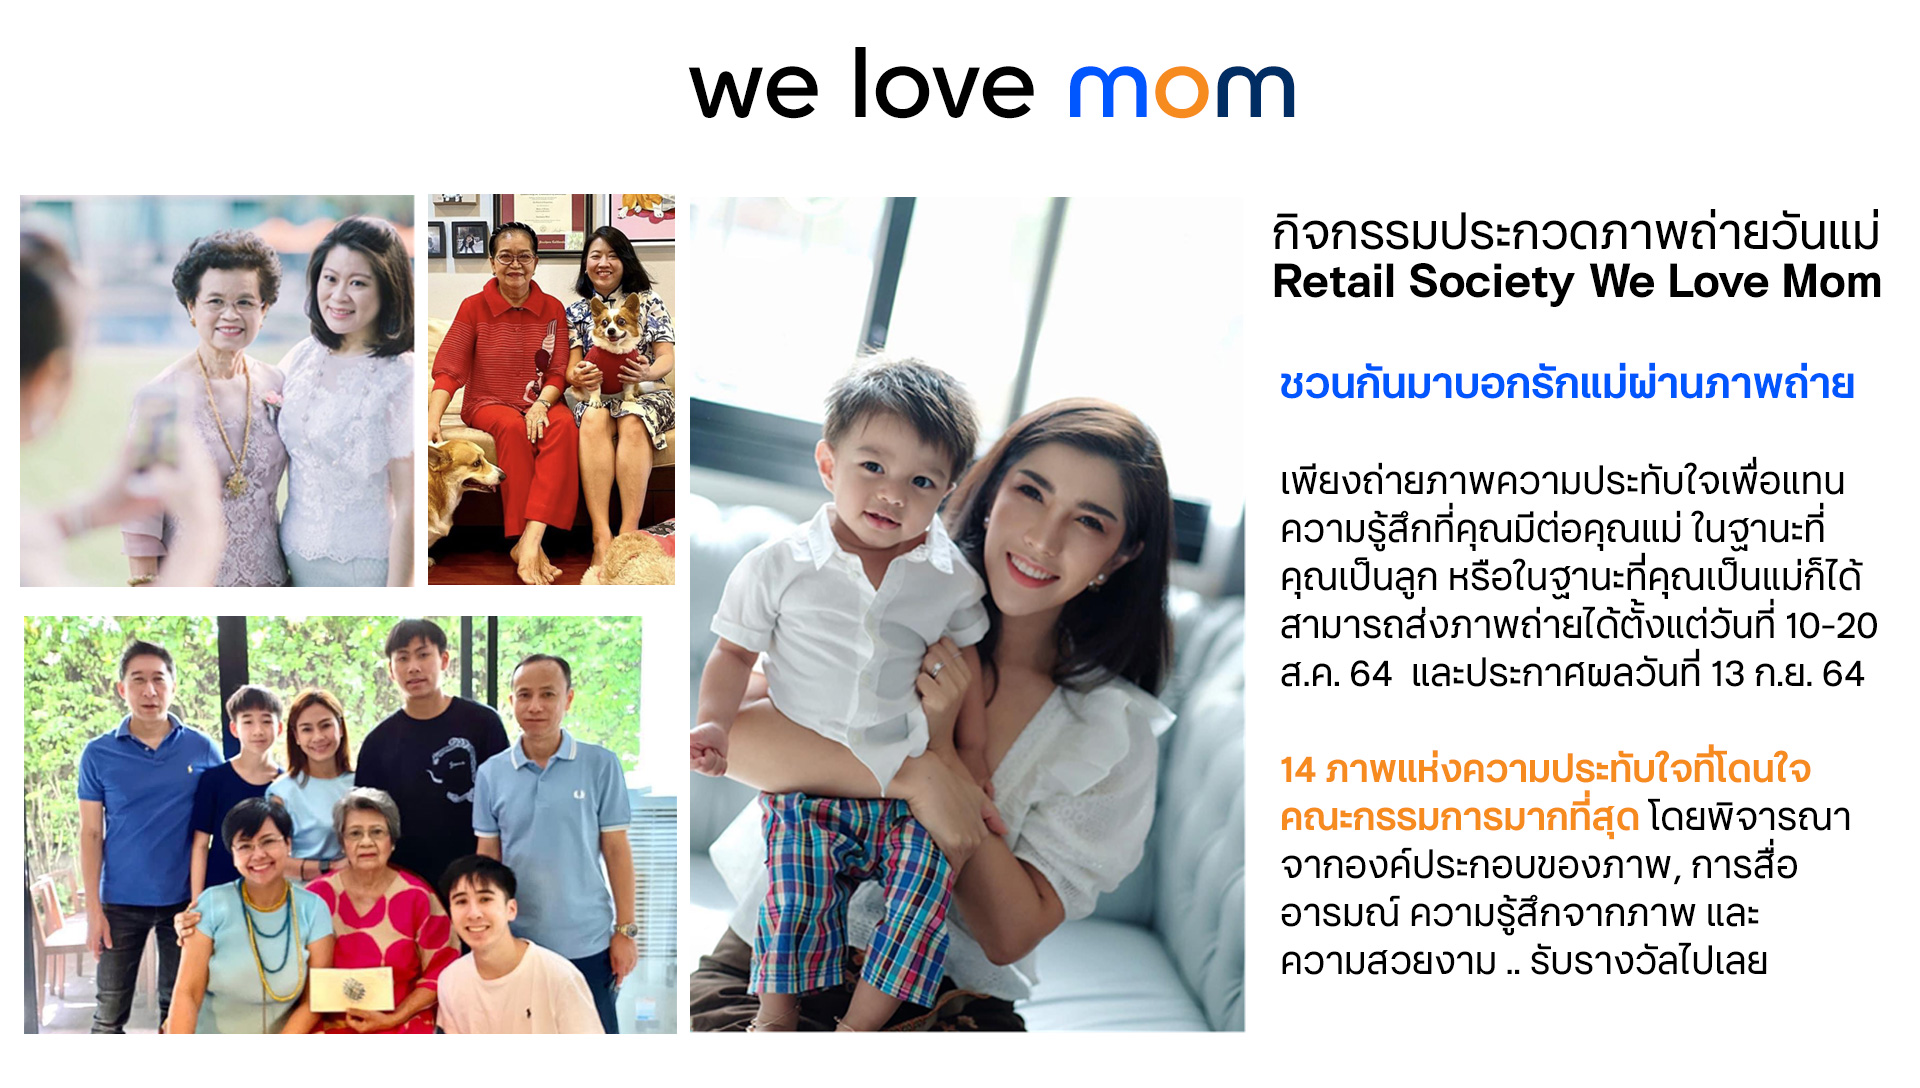 we love mom
กิจกรรมประกวดภาพถ่ายวันแม่
Retail Society We Love Mom
ชวนกันมาบอกรักแม่ผ่านภาพถ่าย
เพียงถ่ายภาพความประทับใจเพื่อแทน
ความรู้สึกที่คุณมีต่อคุณแม่ ในฐานะที่
คุณเป็นลูก หรือในฐานะที่คุณเป็นแม่ก็ได้
สามารถส่งภาพถ่ายได้ตั้งแต่วันที่ 10-20
ส.ค. 64 และประกาศผลวันที่ 13 ก.ย. 64
14 ภาพแห่งความประทับใจที่โดนใจ
คณะกรรมการมากที่สุด โดยพิจารณา
จากองค์ประกอบของภาพ, การสื่อ
อารมณ์ ความรู้สึกจากภาพ และ
ความสวยงาม .. รับรางวัลไปเลย